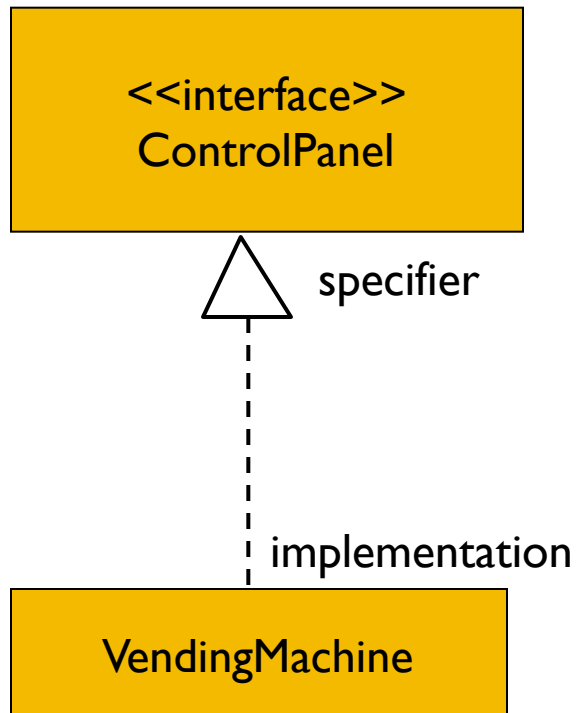 <<interface>>
ControlPanel
specifier
implementation
VendingMachine